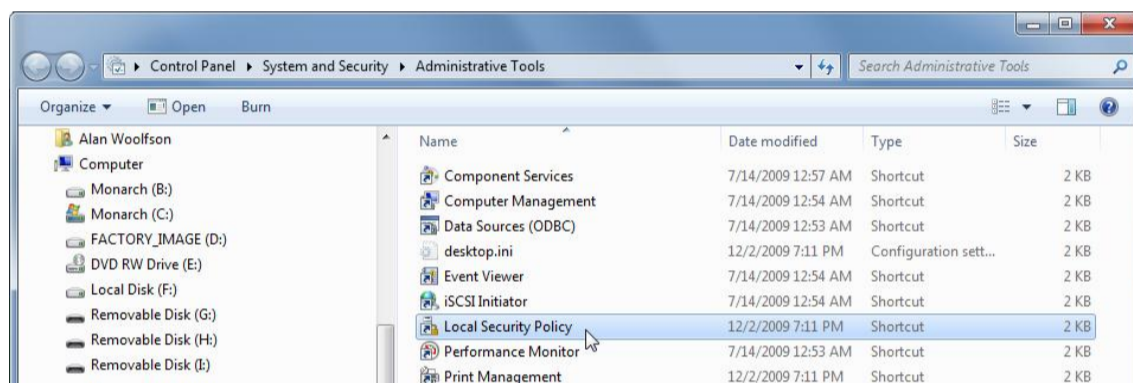 Control Panel System and Security Administrative Tools Search Administrative Tools
Organize Open Burn
Alan Woolfson
Computer
Monarch (B:)
Monarch (C:)
FACTORY_IMAGE (D:)
DVD RW Drive (E:)
Local Disk (F:)
Removable Disk (G:)
Removable Disk (H:)
Removable Disk (I:)
Name Date modified Type Size
Component Services 7/14/2009 12:57 AM Shortcut 2 KB
Computer Management 7/14/2009 12:54 AM Shortcut 2 KB
Data Sources (ODBC) 7/14/2009 12:53 AM Shortcut 2 KB
desktop.ini 12/2/2009 7:11 PM Configuration sett... 2 KB
Event Viewer 7/14/2009 12:54 AM Shortcut 2 KB
iSCSI Initiator 7/14/2009 12:54 AM Shortcut 2 KB
Local Security Policy 12/2/2009 7:11 PM Shortcut 2 KB
Performance Monitor 7/14/2009 12:53 AM Shortcut 2 KB
Print Management 12/2/2009 7:11 PM Shortcut 2 KB